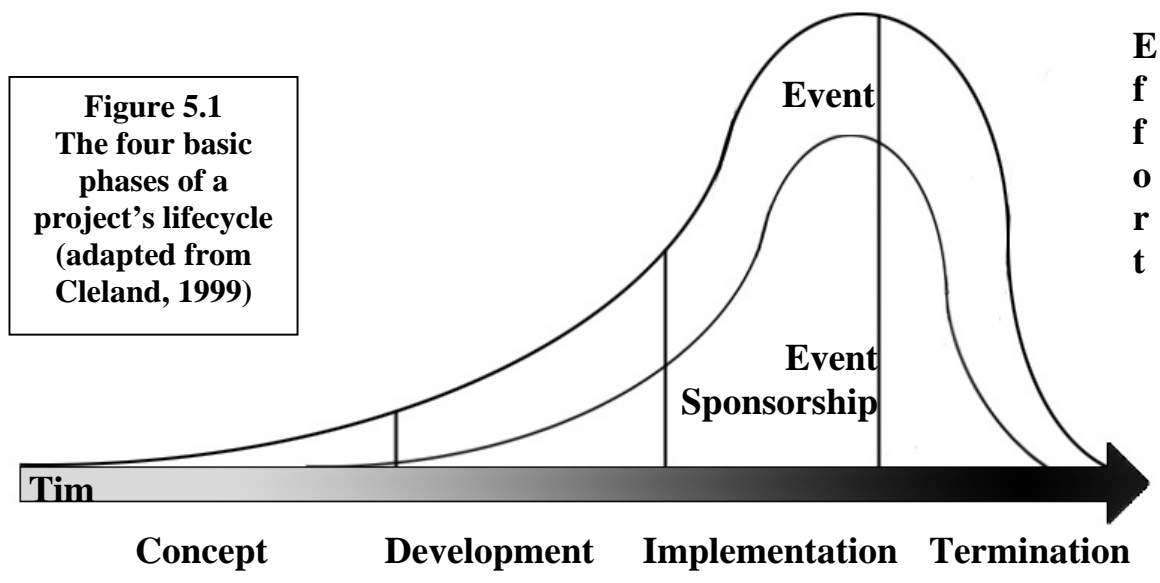 Figure 5.1
The four basic
phases of a
project's lifecycle
(adapted from
Cleland, 1999)
Event
Event
Sponsorship
E
f
f
o
r
t
Tim
Concept Development Implementation Termination